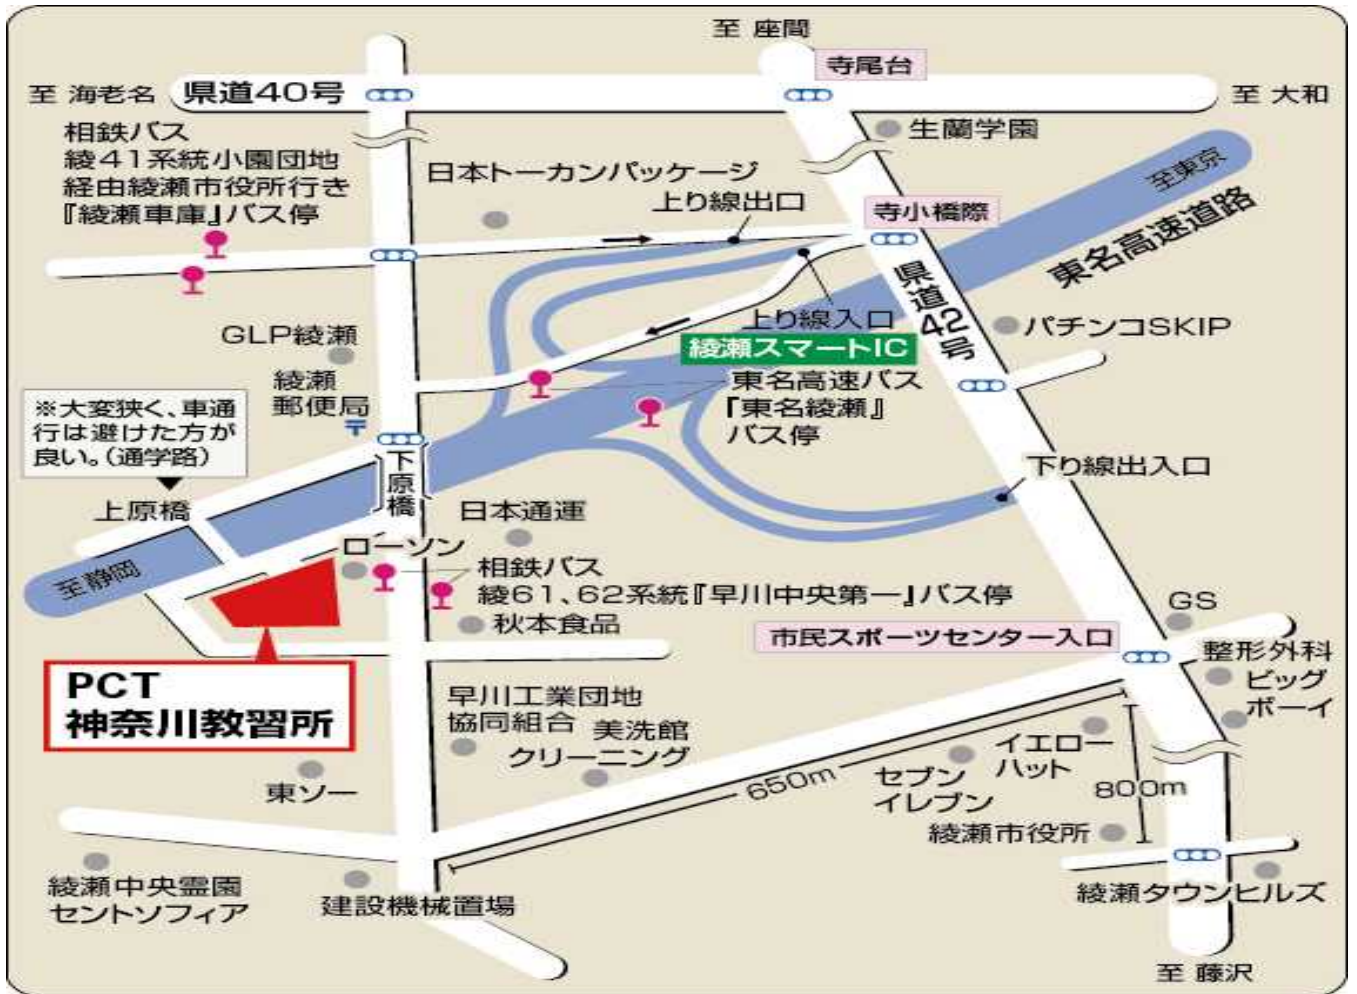 至 座間
寺尾台
至 海老名
県道40号
至 大和
相鉄バス
綾41系統小園団地
経由綾瀬市役所行き
『綾瀬車庫』バス停
生蘭学園
日本トーカンパッケージ
上り線出口
寺小橋際
至東京
東名高速道路
県道42号
上り線入口
綾瀬スマートIC
パチンコSKIP
GLP綾瀬
綾瀬
郵便局
〒
東名高速バス
『東名綾瀬』
バス停
※大変狭く、車通
行は避けた方が
良い。(通学路)
上原橋
下原橋
下り線出入口
日本通運
ローソン
至静岡
相鉄バス
綾61、62系統『早川中央第一』バス停
秋本食品
GS
市民スポーツセンター入口
整形外科
ビッグ
ボーイ
PCT
神奈川教習所
早川工業団地
協同組合
美洗館
クリーニング
イエロー
ハット
650m
セブン
イレブン
800m
東ソー
綾瀬市役所
綾瀬中央霊園
セントソフィア
建設機械置場
綾瀬タウンヒルズ
至 藤沢